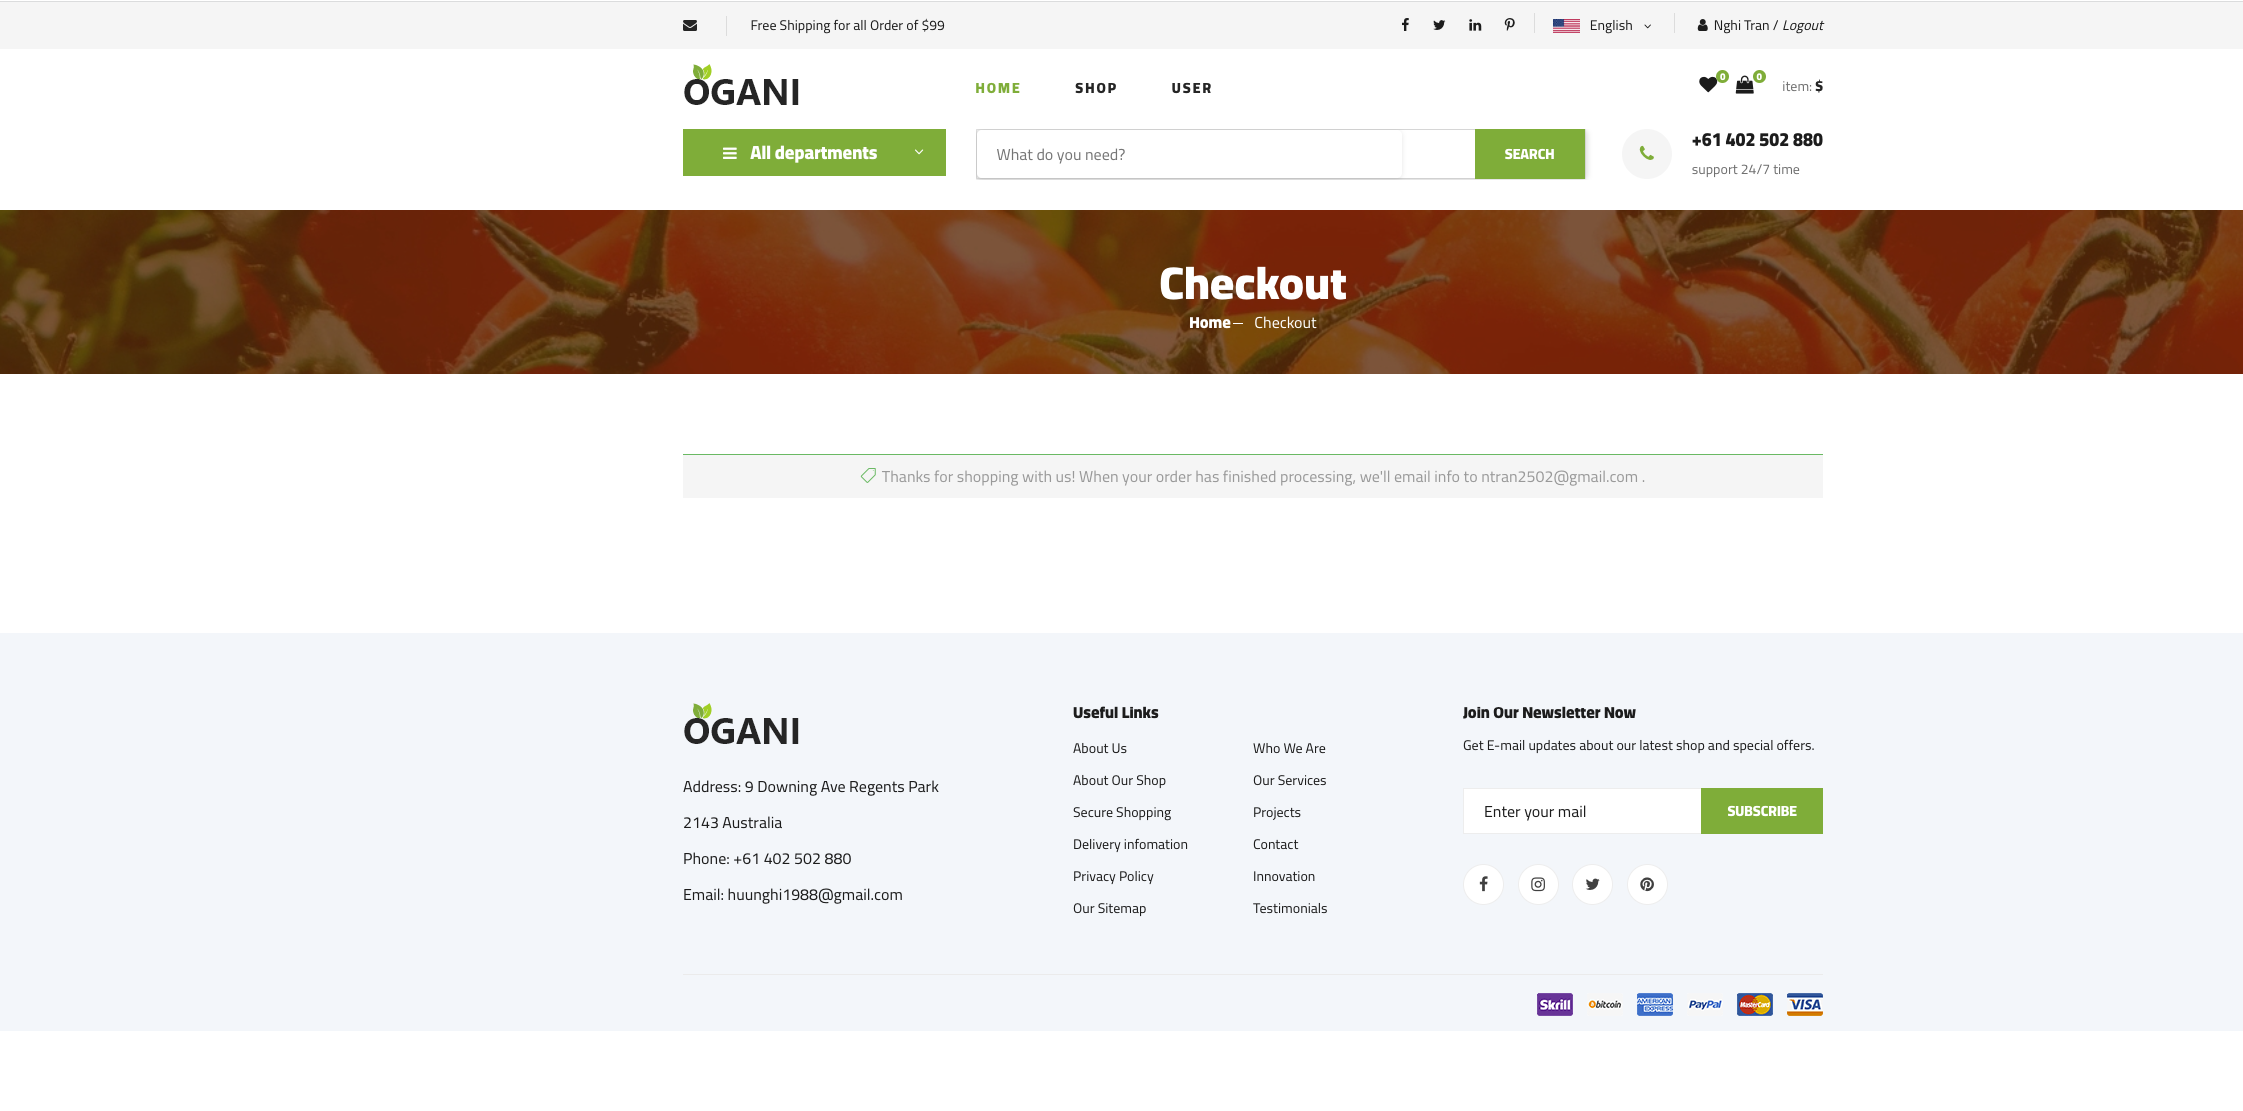 Free Shipping for all Order of $99
English
Nghi Tran / Logout
OGANI
HOME
SHOP
USER
0
0
item: $
All departments
What do you need?
SEARCH
+61 402 502 880
support 24/7 time
Checkout
Home – Checkout
Thanks for shopping with us! When your order has finished processing, we'll email info to ntran2502@gmail.com .
OGANI
Address: 9 Downing Ave Regents Park
2143 Australia
Phone: +61 402 502 880
Email: huunghi1988@gmail.com
Useful Links
About Us
About Our Shop
Secure Shopping
Delivery infomation
Privacy Policy
Our Sitemap
Who We Are
Our Services
Projects
Contact
Innovation
Testimonials
Join Our Newsletter Now
Get E-mail updates about our latest shop and special offers.
Enter your mail
SUBSCRIBE
Skrill
bitcoin
AMERICAN EXPRESS
PayPal
MasterCard
VISA